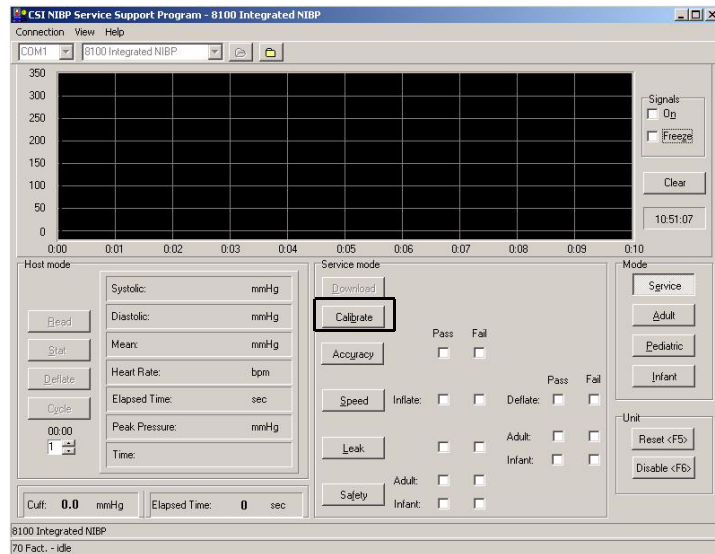 CSI NIBP Service Support Program - 8100 Integrated NIBP
Connection View Help
COM1 8100 Integrated NIBP
350
300
250
200
150
100
50
0
0:00 0:01 0:02 0:03 0:04 0:05 0:06 0:07 0:08 0:09 0:10
Signals
On
Freeze
Clear
10:51:07
Host mode
Read
Stat
Deflate
Cycle
00:00
1
Systolic: mmHg
Diastolic: mmHg
Mean: mmHg
Heart Rate: bpm
Elapsed Time: sec
Peak Pressure: mmHg
Time:
Cuff: 0.0 mmHg
Elapsed Time: 0 sec
Service mode
Download
Calibrate
Pass Fail
Accuracy
Pass Fail
Speed Inflate: Deflate:
Leak Adult:
Infant:
Safety Adult:
Infant:
Mode
Service
Adult
Pediatric
Infant
Unit
Reset <F5>
Disable <F6>
8100 Integrated NIBP
70 Fact. - idle